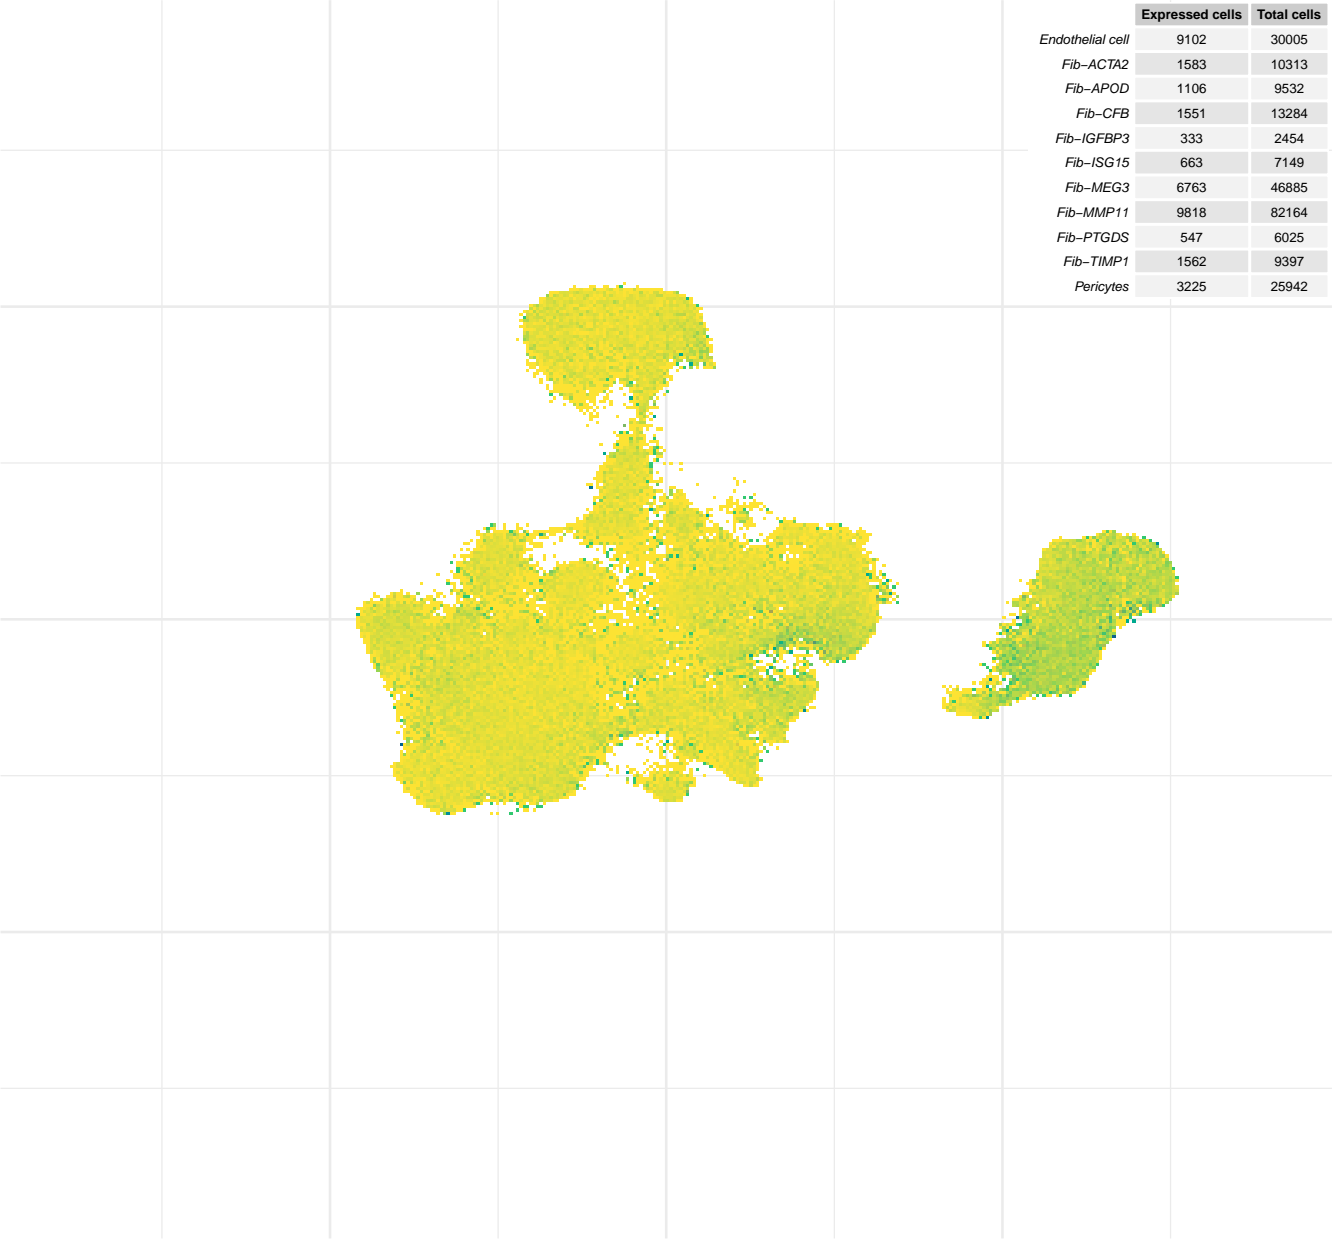 Expressed cells Total cells
Endothelial cell 9102 30005
Fib−ACTA2 1583 10313
Fib−APOD 1106 9532
Fib−CFB 1551 13284
Fib−IGFBP3 333 2454
Fib−ISG15 663 7149
Fib−MEG3 6763 46885
Fib−MMP11 9818 82164
Fib−PTGDS 547 6025
Fib−TIMP1 1562 9397
Pericytes 3225 25942